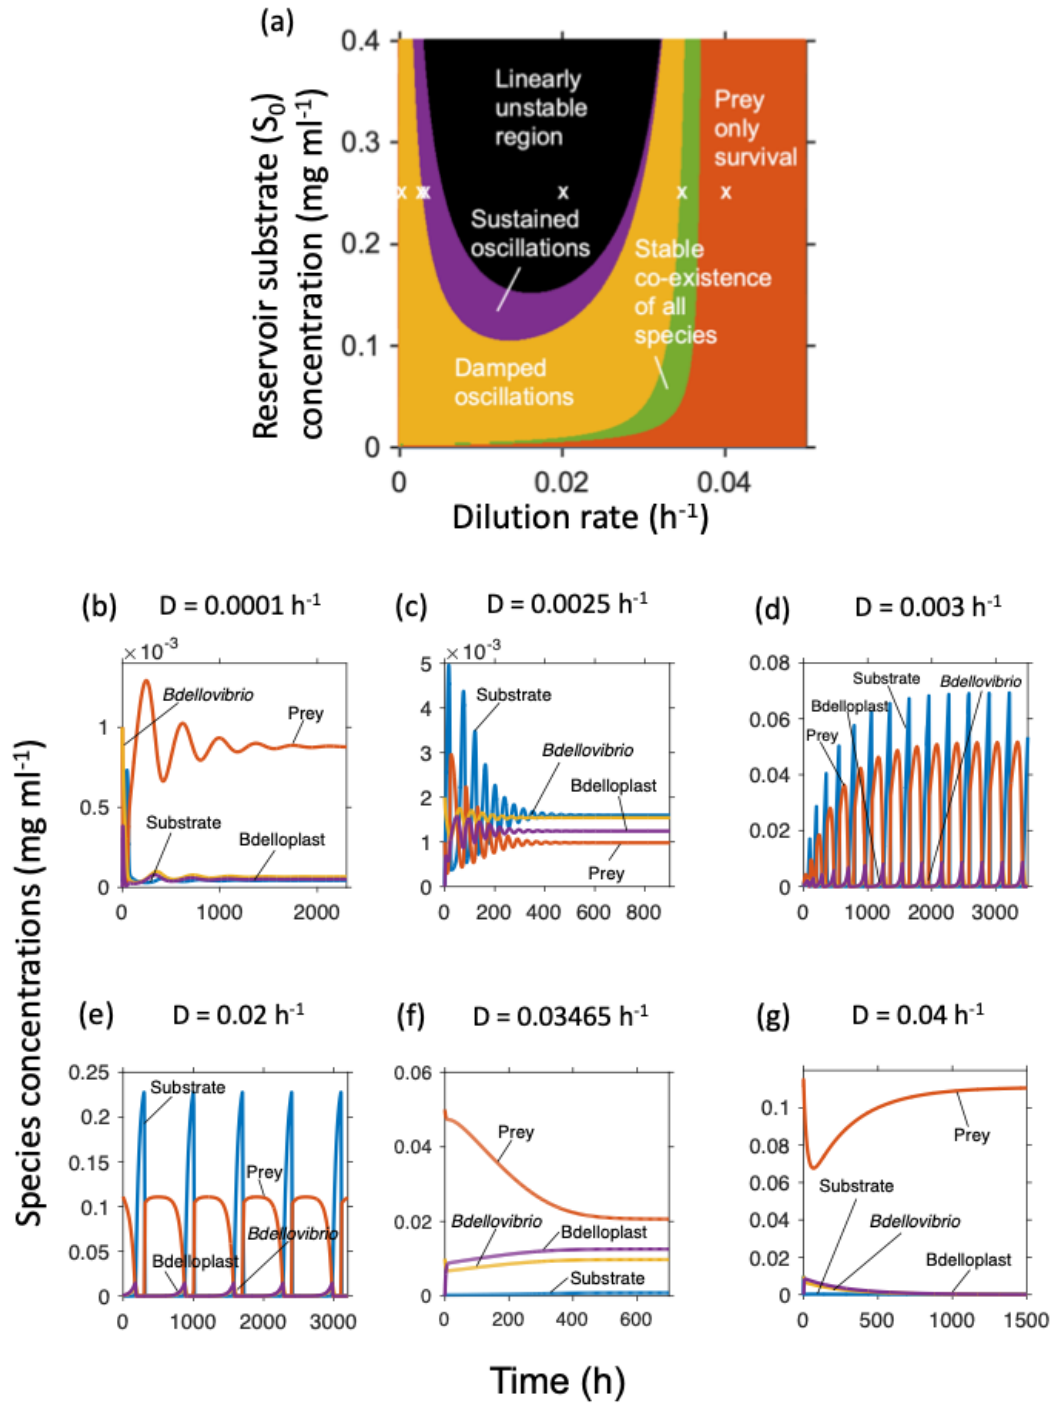 (a)
Reservoir substrate (S0)
concentration (mg ml-1)
0.4
0.3
0.2
0.1
0
Linearly
unstable
region
Prey
only
survival
x
x
x
x
x
x
Sustained
oscillations
Stable
co-existence
of all
species
Damped
oscillations
0
0.02
0.04
Dilution rate (h-1)
Species concentrations (mg ml-1)
(b)
D = 0.0001 h-1
×10-3
1
0.5
0
Bdellovibrio
Prey
Substrate
Bdelloplast
0
1000
2000
(c)
D = 0.0025 h-1
×10-3
5
4
3
2
1
0
Substrate
Bdellovibrio
Bdelloplast
Prey
0
200
400
600
800
(d)
D = 0.003 h-1
0.08
0.06
0.04
0.02
0
Substrate
Bdellovibrio
Bdelloplast
Prey
0
1000
2000
3000
(e)
D = 0.02 h-1
0.25
0.2
0.15
0.1
0.05
0
Substrate
Prey
Bdellovibrio
Bdelloplast
0
1000
2000
3000
(f)
D = 0.03465 h-1
0.06
0.04
0.02
0
Prey
Bdellovibrio
Bdelloplast
Substrate
0
200
400
600
(g)
D = 0.04 h-1
0.1
0.08
0.06
0.04
0.02
0
Prey
Substrate
Bdellovibrio
Bdelloplast
0
500
1000
1500
Time (h)